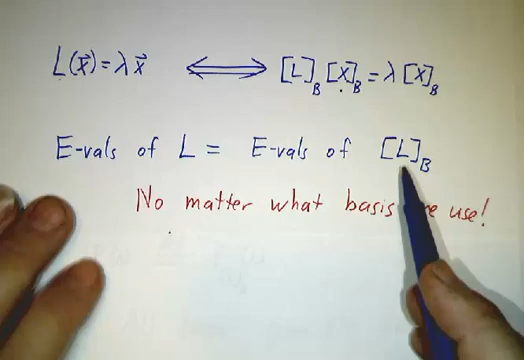 L(x⃗) = λx⃗ ⟺ [L]_B [x]_B = λ[x]_B
E-vals of L = E-vals of [L]_B
No matter what basis use!